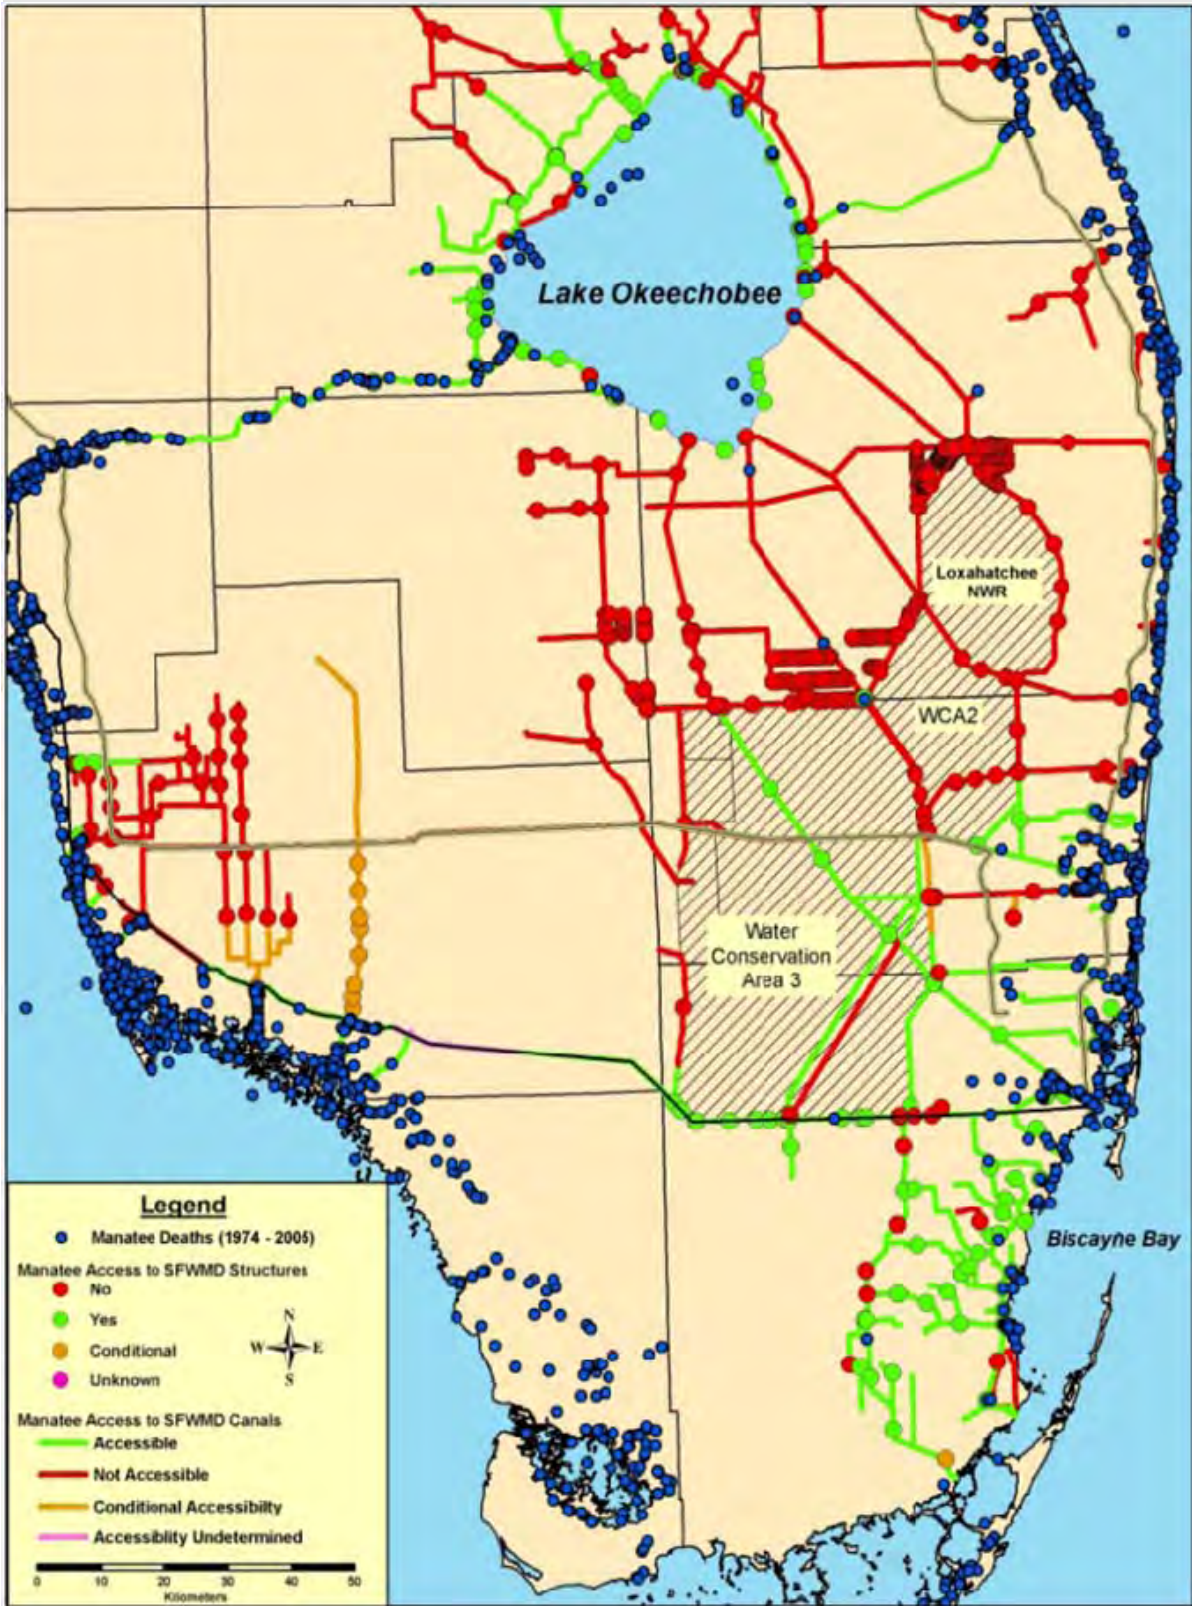 Lake Okeechobee
Loxahatchee
NWR
WCA2
Water
Conservation
Area 3
Biscayne Bay
Legend
Manatee Deaths (1974 - 2005)
Manatee Access to SFWMD Structures
No
Yes
Conditional
Unknown
N
W E
S
Manatee Access to SFWMD Canals
Accessible
Not Accessible
Conditional Accessibilty
Accessiblity Undetermined
0 10 20 30 40 50
Kilometers